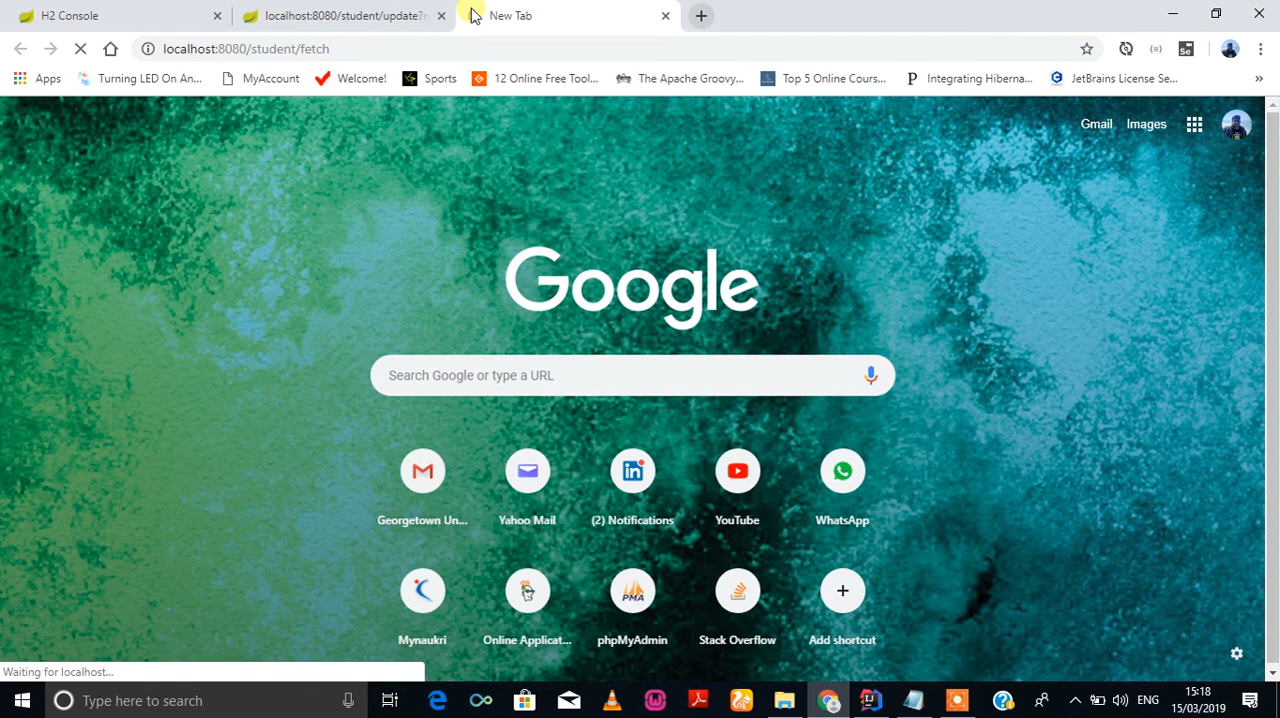 H2 Console
localhost:8080/student/update?n
New Tab
localhost:8080/student/fetch
Se
Apps
Turning LED On An...
MyAccount
Welcome!
Sports
12 Online Free Tool...
The Apache Groovy...
Top 5 Online Cours...
Integrating Hiberna...
JetBrains License Se...
»
Gmail
Images
Google
Search Google or type a URL
Georgetown Un...
Yahoo Mail
(2) Notifications
YouTube
WhatsApp
PMA
Mynaukri
Online Applicat...
phpMyAdmin
Stack Overflow
Add shortcut
Waiting for localhost...
Type here to search
ENG
15:18
15/03/2019